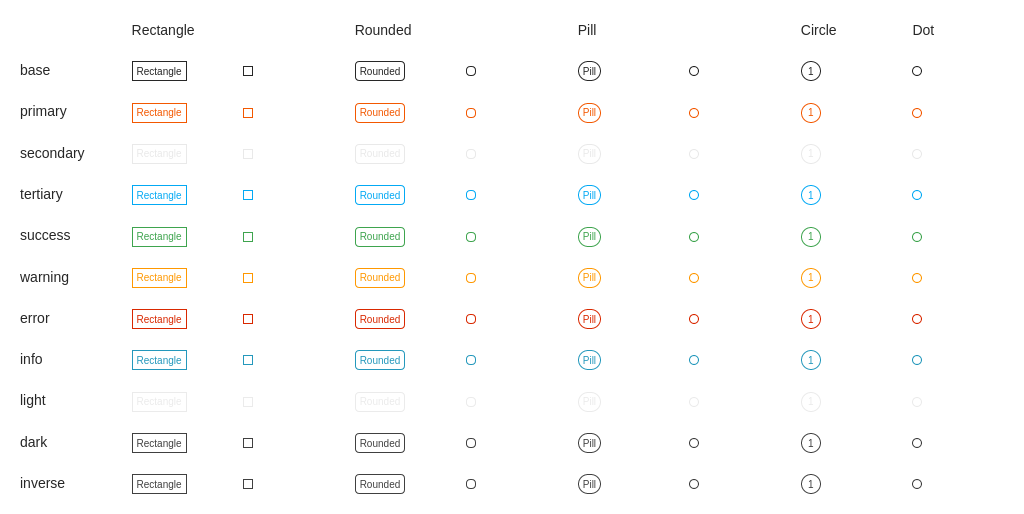 Rectangle Rounded Pill Circle Dot
base Rectangle Rounded Pill 1
primary Rectangle Rounded Pill 1
secondary Rectangle Rounded Pill 1
tertiary Rectangle Rounded Pill 1
success Rectangle Rounded Pill 1
warning Rectangle Rounded Pill 1
error Rectangle Rounded Pill 1
info Rectangle Rounded Pill 1
light Rectangle Rounded Pill 1
dark Rectangle Rounded Pill 1
inverse Rectangle Rounded Pill 1